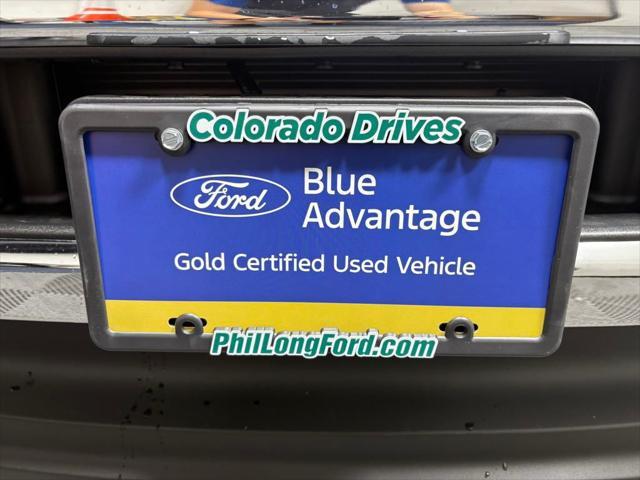 Colorado Drives
Ford
Blue
Advantage
Gold Certified Used Vehicle
PhilLongFord.com